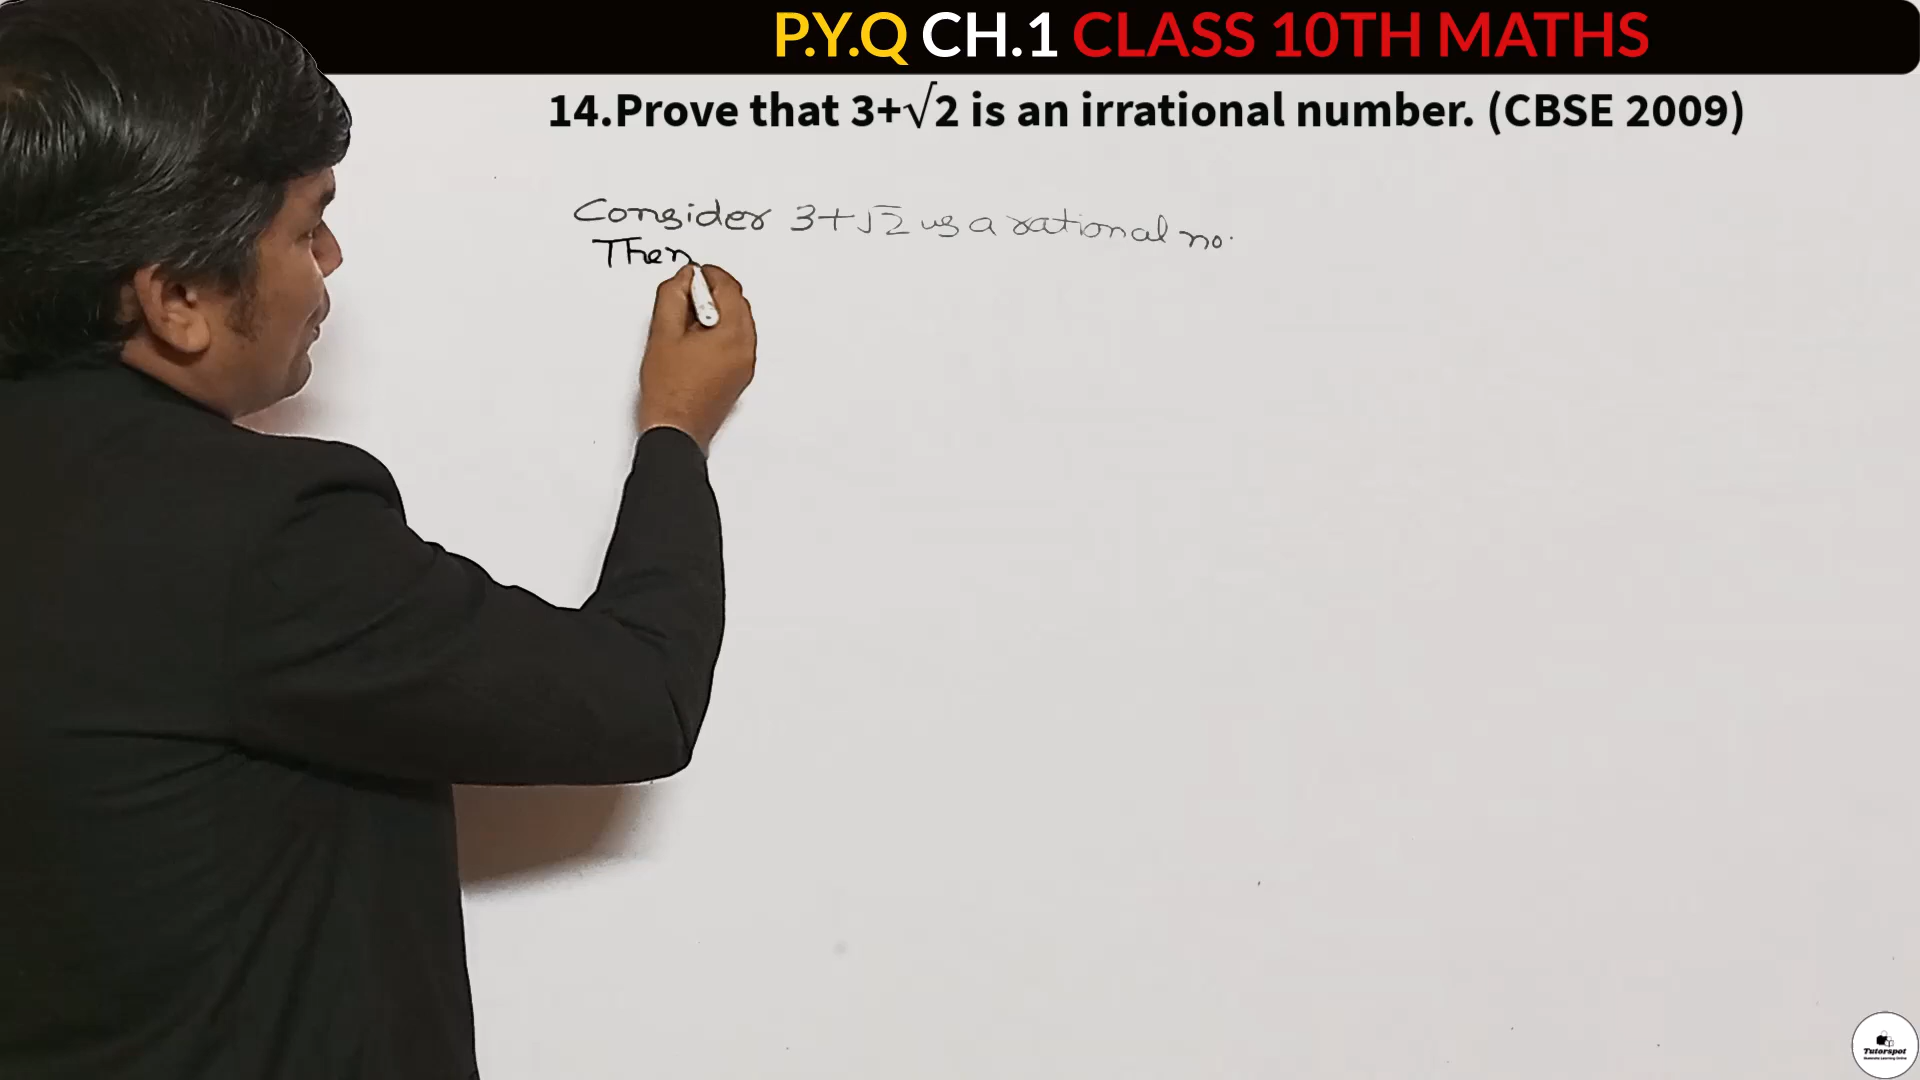 P.Y.Q CH.1 CLASS 10TH MATHS
14.Prove that 3+√2 is an irrational number. (CBSE 2009)
Consider 3+√2 is a rational no.
Then
Tutorspot